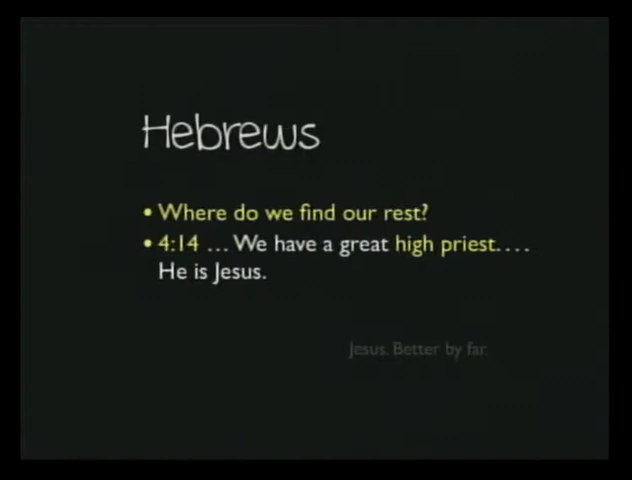 Hebrews
• Where do we find our rest?
• 4:14 ... We have a great high priest....
He is Jesus.
Jesus. Better by far.